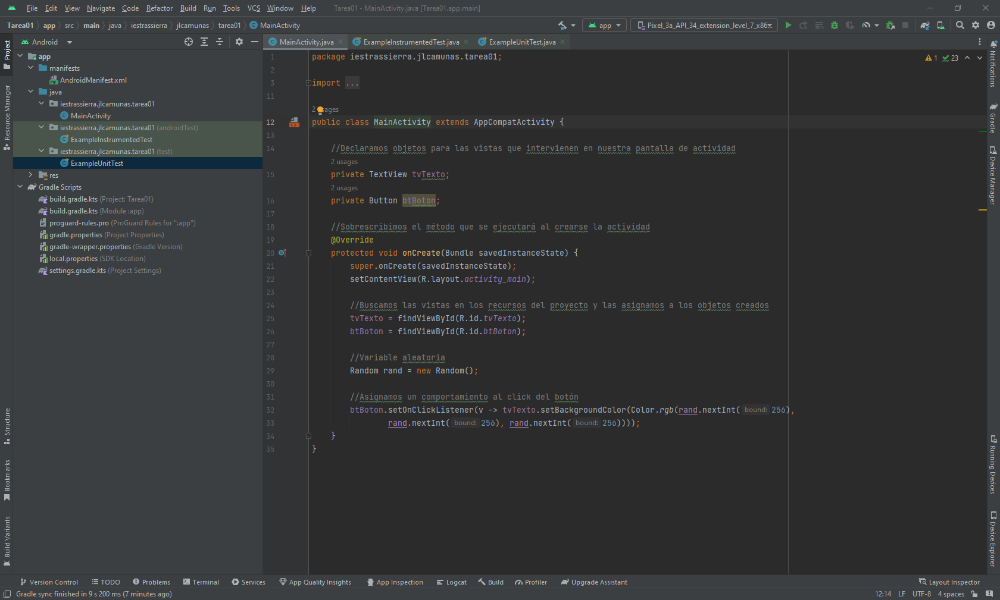 File Edit View Navigate Code Refactor Build Run Tools VCS Window Help Tarea01 - MainActivity.java [Tarea01.app.main]
Tarea01 app src main java iestrassierra jlcamunas tarea01 MainActivity app Pixel_3a_API_34_extension_level_7_x86...
Project
Resource Manager
Structure
Bookmarks
Build Variants
Android
app
manifests
AndroidManifest.xml
java
iestrassierra.jlcamunas.tarea01
MainActivity
iestrassierra.jlcamunas.tarea01 (androidTest)
ExampleInstrumentedTest
iestrassierra.jlcamunas.tarea01 (test)
ExampleUnitTest
res
Gradle Scripts
build.gradle.kts (Project: Tarea01)
build.gradle.kts (Module :app)
proguard-rules.pro (ProGuard Rules for ":app")
gradle.properties (Project Properties)
gradle-wrapper.properties (Gradle Version)
local.properties (SDK Location)
settings.gradle.kts (Project Settings)
MainActivity.java ExampleInstrumentedTest.java ExampleUnitTest.java
1 23
1 package iestrassierra.jlcamunas.tarea01;
2
3 import ...
11
2 usages
12 public class MainActivity extends AppCompatActivity {
13
14 //Declaramos objetos para las vistas que intervienen en nuestra pantalla de actividad
2 usages
15 private TextView tvTexto;
2 usages
16 private Button btBoton;
17
18 //Sobrescribimos el método que se ejecutará al crearse la actividad
19 @Override
20 protected void onCreate(Bundle savedInstanceState) {
21 super.onCreate(savedInstanceState);
22 setContentView(R.layout.activity_main);
23
24 //Buscamos las vistas en los recursos del proyecto y las asignamos a los objetos creados
25 tvTexto = findViewById(R.id.tvTexto);
26 btBoton = findViewById(R.id.btBoton);
27
28 //Variable aleatoria
29 Random rand = new Random();
30
31 //Asignamos un comportamiento al click del botón
32 btBoton.setOnClickListener(v -> tvTexto.setBackgroundColor(Color.rgb(rand.nextInt( bound: 256),
33 rand.nextInt( bound: 256), rand.nextInt( bound: 256))));
34 }
35 }
Notifications
Gradle
Device Manager
Running Devices
Device Explorer
Version Control TODO Problems Terminal Services App Quality Insights App Inspection Logcat Build Profiler Upgrade Assistant Layout Inspector
Gradle sync finished in 9 s 200 ms (7 minutes ago) 12:14 LF UTF-8 4 spaces